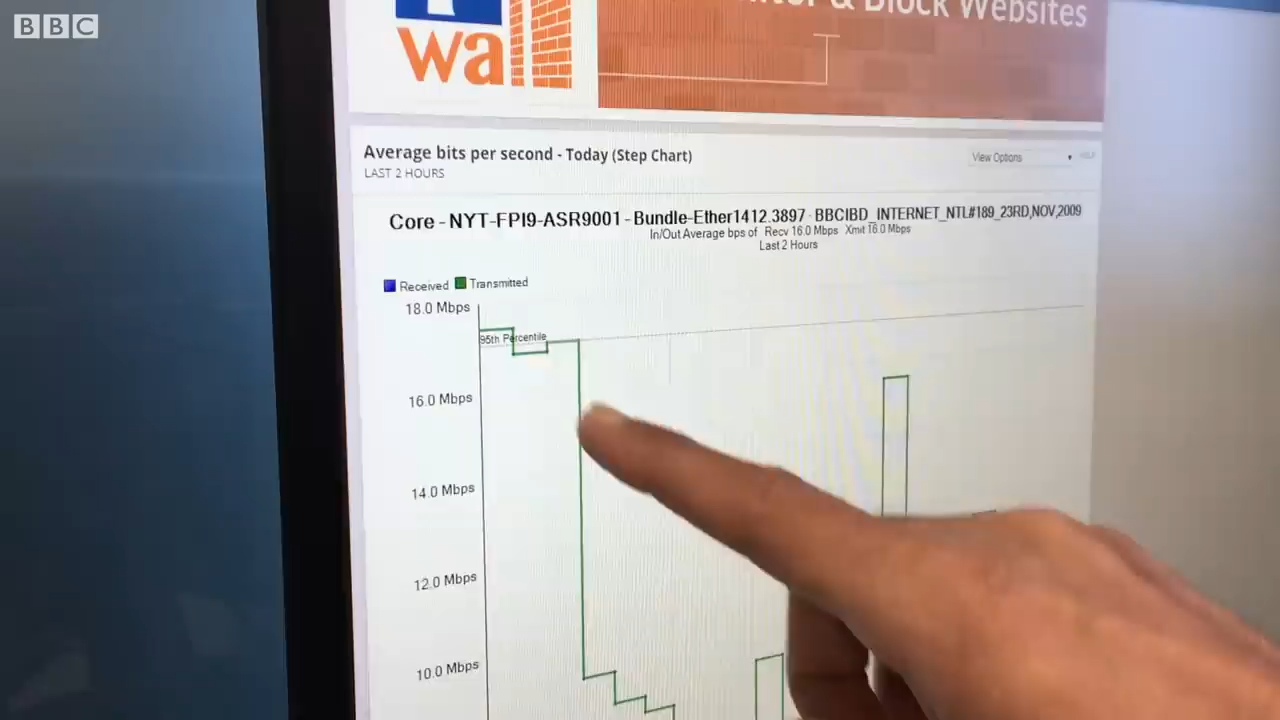 BBC
& Block Websites
wa
Average bits per second - Today (Step Chart)
View Options
HELP
LAST 2 HOURS
Core - NYT-FPI9-ASR9001 - Bundle-Ether1412.3897 - BBCIBD_INTERNET_NTL#189_23RD,NOV,2009
In/Out Average bps of Recv 16.0 Mbps Xmit 16.0 Mbps
Last 2 Hours
Received Transmitted
18.0 Mbps
95th Percentile
16.0 Mbps
14.0 Mbps
12.0 Mbps
10.0 Mbps